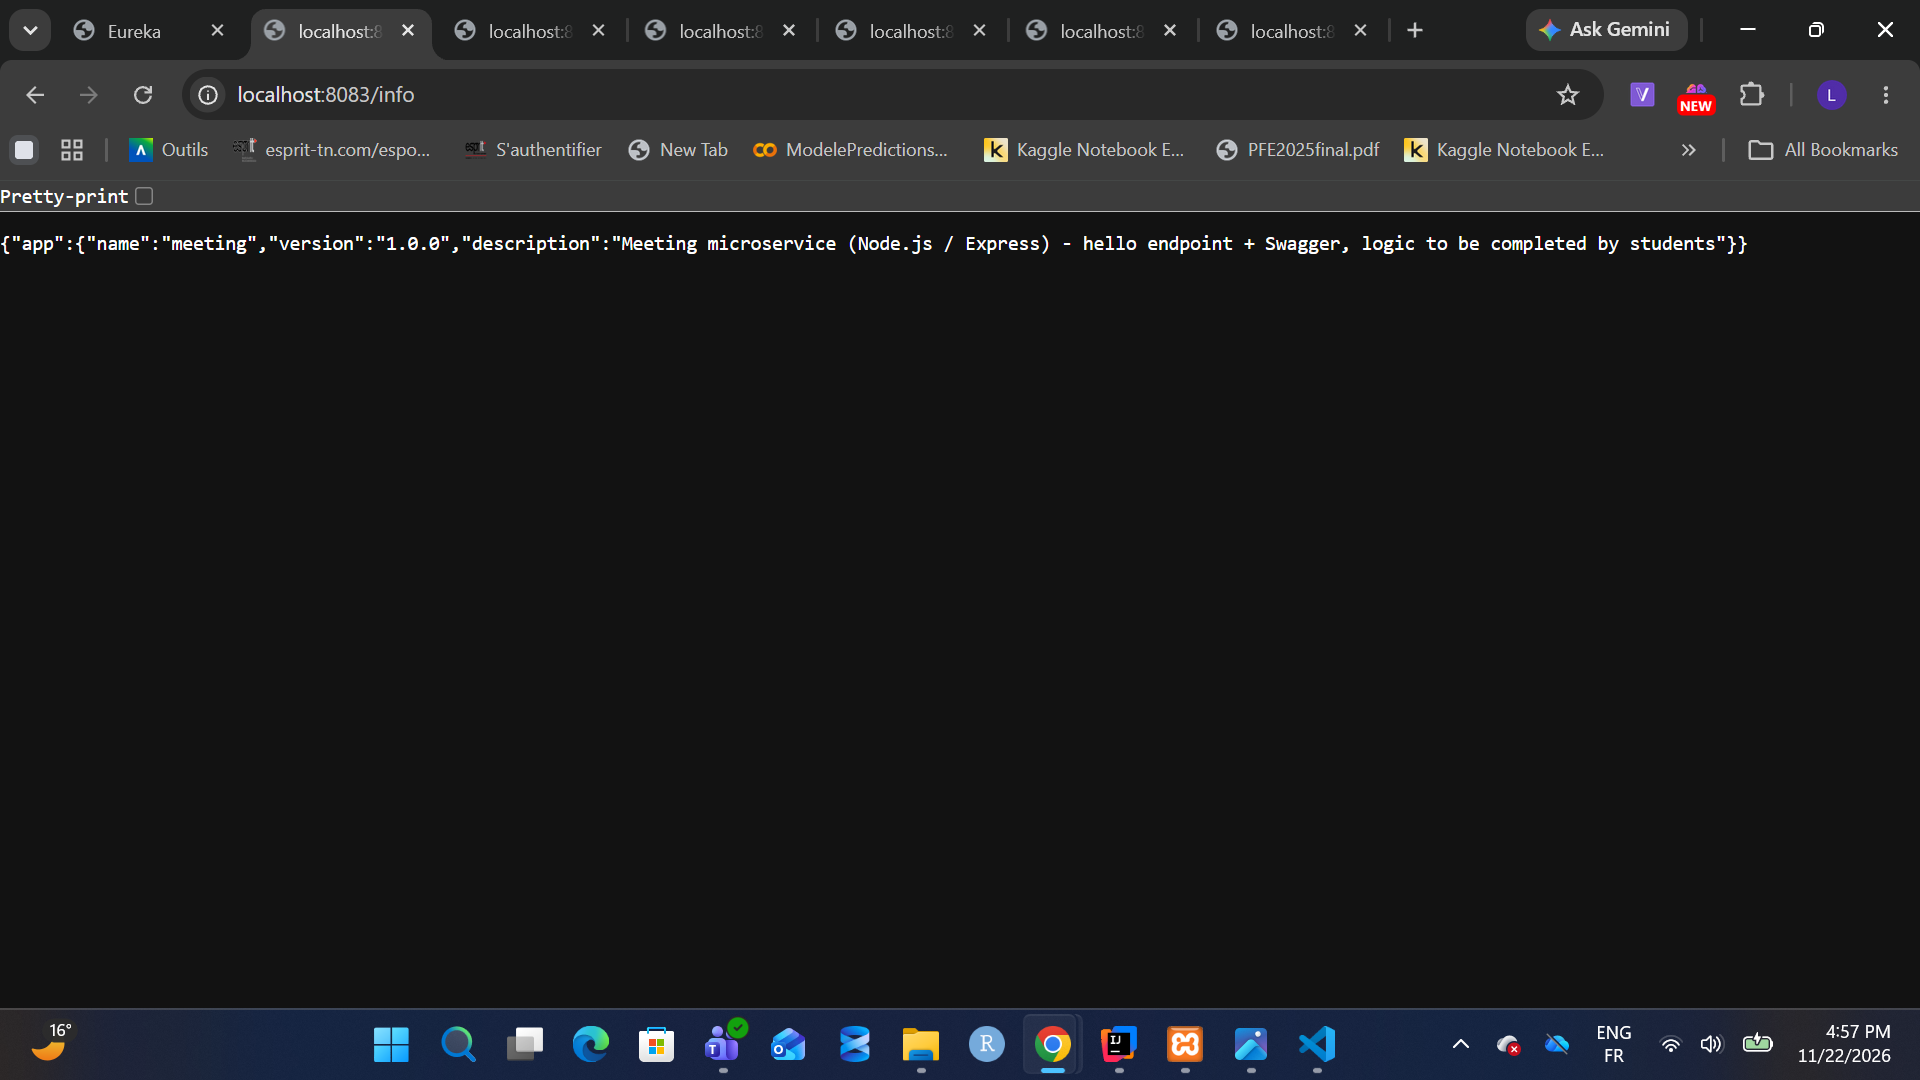 Eureka
localhost:8
localhost:8
localhost:8
localhost:8
localhost:8
localhost:8
Ask Gemini
localhost:8083/info
V
NEW
L
Outils
esprit-tn.com/espo...
S'authentifier
New Tab
ModelePredictions...
Kaggle Notebook E...
PFE2025final.pdf
Kaggle Notebook E...
All Bookmarks
Pretty-print
{"app":{"name":"meeting","version":"1.0.0","description":"Meeting microservice (Node.js / Express) - hello endpoint + Swagger, logic to be completed by students"}}
16°
ENG
FR
4:57 PM
11/22/2026